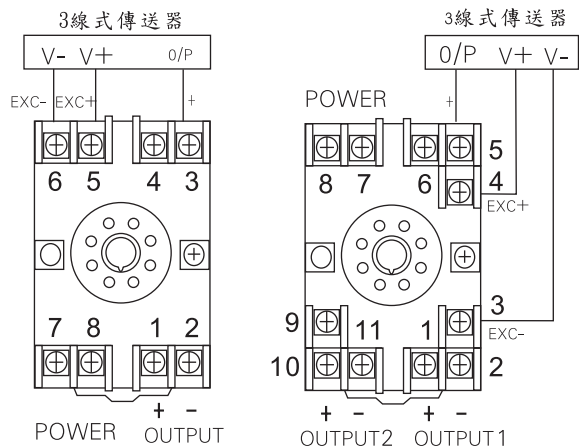 3線式傳送器
V- V+ O/P
EXC- EXC+ +
6 5 4 3
7 8 1 2
+ -
POWER OUTPUT
3線式傳送器
O/P V+ V-
POWER +
5
8 7 6 4
EXC+
3
9 11 1
EXC-
10 2
+ - + -
OUTPUT2 OUTPUT1